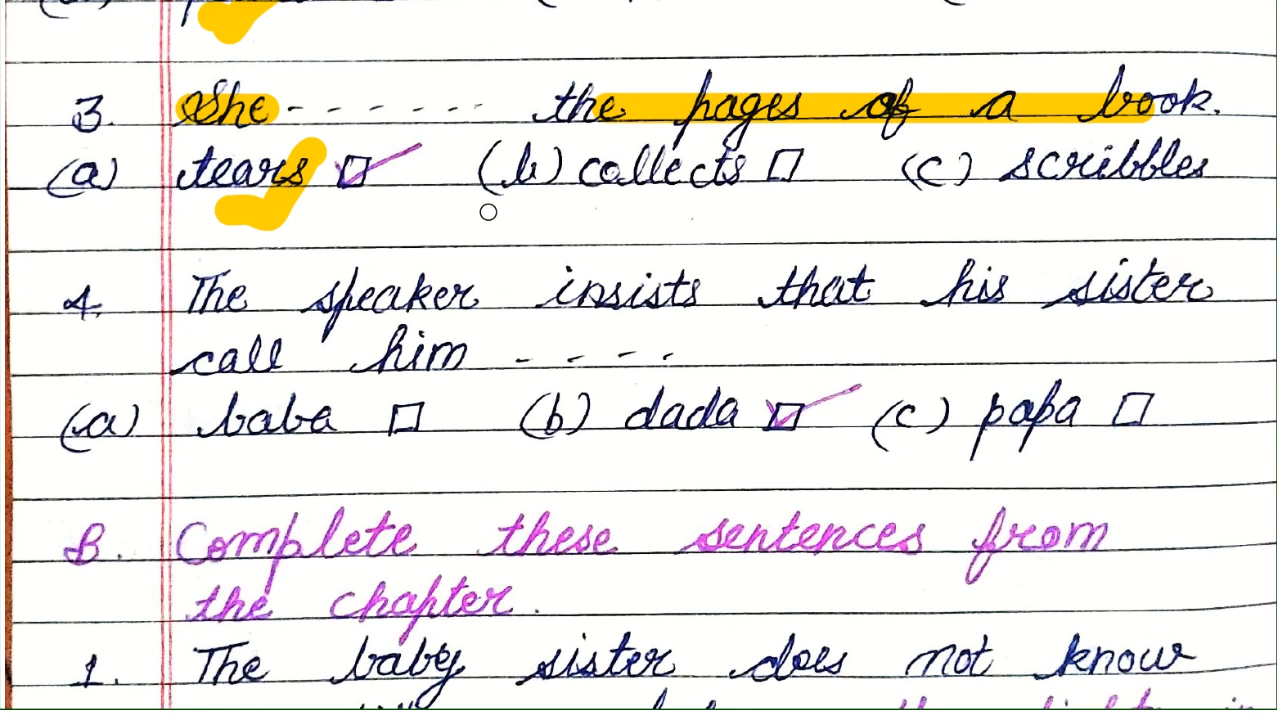 3. She - - - - - - - the pages of a book.
(a) tears (b) collects (c) scribbles
4. The speaker insists that his sister
call him - - - -
(a) baba (b) dada (c) papa
B. Complete these sentences from
the chapter.
1. The baby sister does not know